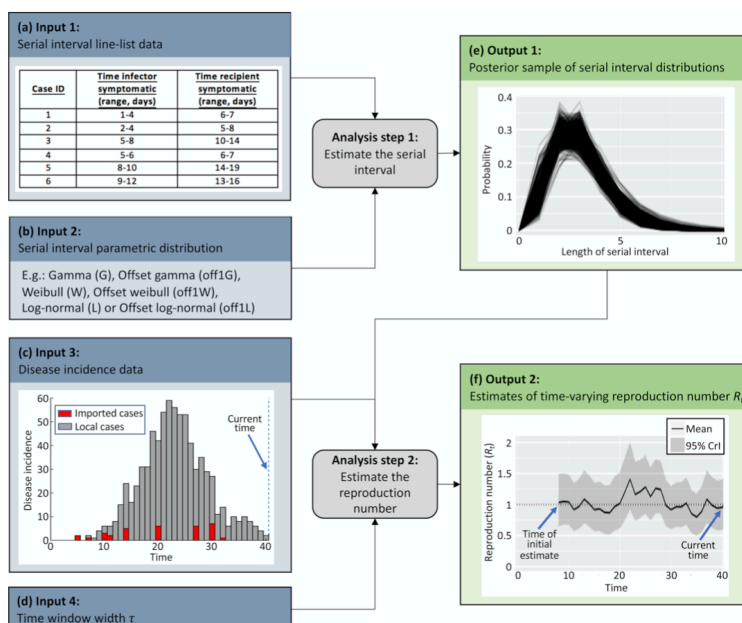 (a) Input 1:
Serial interval line-list data
Case ID
Time infector
symptomatic
(range, days)
Time recipient
symptomatic
(range, days)
1 1-4 6-7
2 2-4 5-8
3 5-8 10-14
4 5-6 6-7
5 8-10 14-19
6 9-12 13-16
(b) Input 2:
Serial interval parametric distribution
E.g.: Gamma (G), Offset gamma (off1G),
Weibull (W), Offset weibull (off1W),
Log-normal (L) or Offset log-normal (off1L)
(c) Input 3:
Disease incidence data
Disease incidence
60
50
40
30
20
10
0
Imported cases
Local cases
Current
time
0 10 20 30 40
Time
(d) Input 4:
Time window width τ
Analysis step 1:
Estimate the serial
interval
Analysis step 2:
Estimate the
reproduction
number
(e) Output 1:
Posterior sample of serial interval distributions
Probability
0.4
0.3
0.2
0.1
0
0 5 10
Length of serial interval
(f) Output 2:
Estimates of time-varying reproduction number R
Reproduction number (Rt)
2
1.5
1
0.5
0
Mean
95% CrI
Time of
initial
estimate
Current
time
0 10 20 30 40
Time